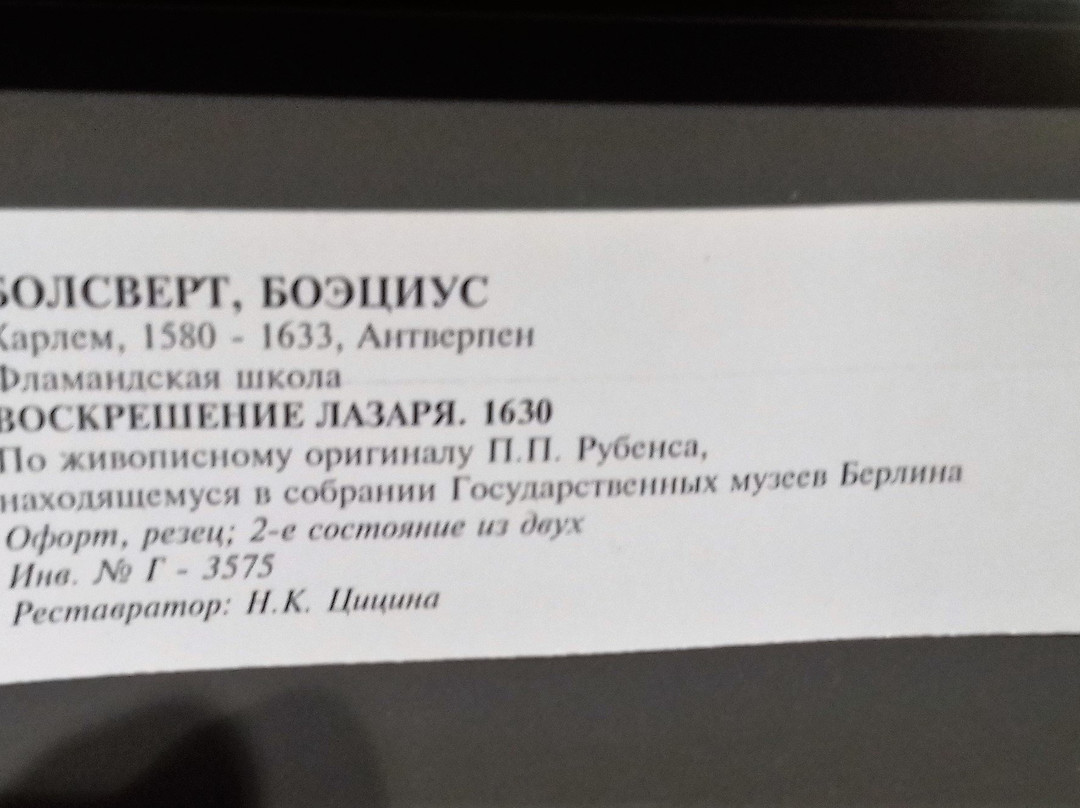 БОЛСВЕРТ, БОЭЦИУС
Харлем, 1580 - 1633, Антверпен
Фламандская школа
ВОСКРЕШЕНИЕ ЛАЗАРЯ. 1630
По живописному оригиналу П.П. Рубенса,
находящемуся в собрании Государственных музеев Берлина
Офорт, резец; 2-е состояние из двух
Инв. № Г - 3575
Реставратор: Н.К. Цицина